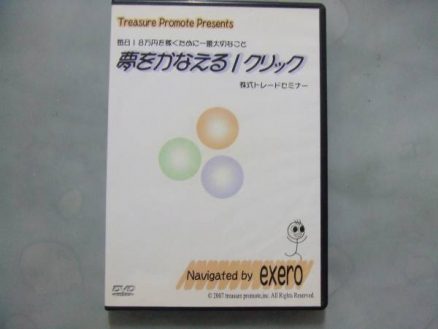 Treasure Promote Presents
毎日18万円を稼ぐために一番大切なこと
夢をかなえる1クリック
株式トレードセミナー
Navigated by exero
DVD
© 2007 treasure promote,inc. All Rights Reserved.